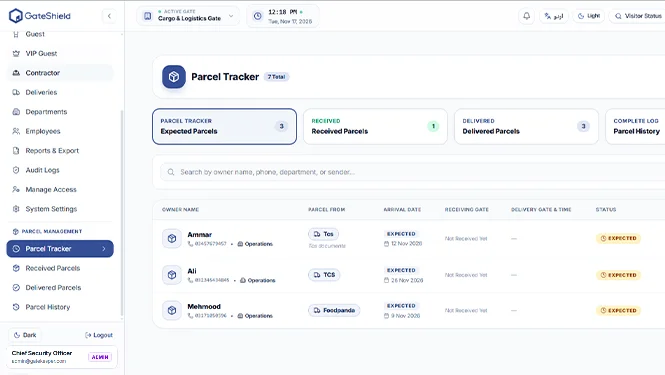 GateShield
Guest
VIP Guest
Contractor
Deliveries
Departments
Employees
Reports & Export
Audit Logs
Manage Access
System Settings
PARCEL MANAGEMENT
Parcel Tracker
Received Parcels
Delivered Parcels
Parcel History
Dark
Logout
Chief Security Officer
admin@gatekeeper.com
ADMIN
ACTIVE GATE
Cargo & Logistics Gate
12:18 PM
Tue, Nov 17, 2026
اردو
Light
Visitor Status
Parcel Tracker
7 Total
PARCEL TRACKER
Expected Parcels
3
RECEIVED
Received Parcels
1
DELIVERED
Delivered Parcels
3
COMPLETE LOG
Parcel History
Search by owner name, phone, department, or sender...
OWNER NAME PARCEL FROM ARRIVAL DATE RECEIVING GATE DELIVERY GATE & TIME STATUS
Ammar
Operations
Tcs
Tax documents
EXPECTED
12 Nov 2026
Not Received Yet
—
EXPECTED
Ali
Operations
TCS
EXPECTED
26 Nov 2026
Not Received Yet
—
EXPECTED
Mehmood
Operations
Foodpanda
EXPECTED
9 Nov 2026
Not Received Yet
—
EXPECTED